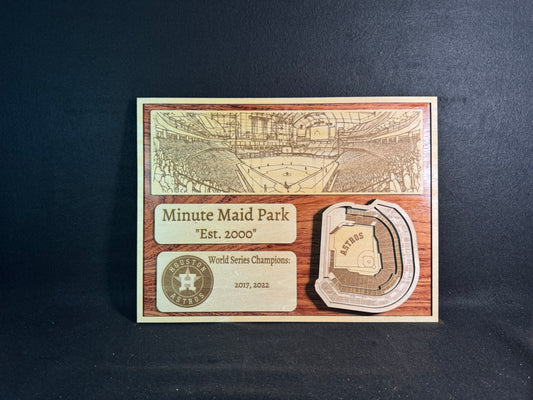 Minute Maid Park
"Est. 2000"
World Series Champions:
2017, 2022
HOUSTON
H
ASTROS
ASTROS